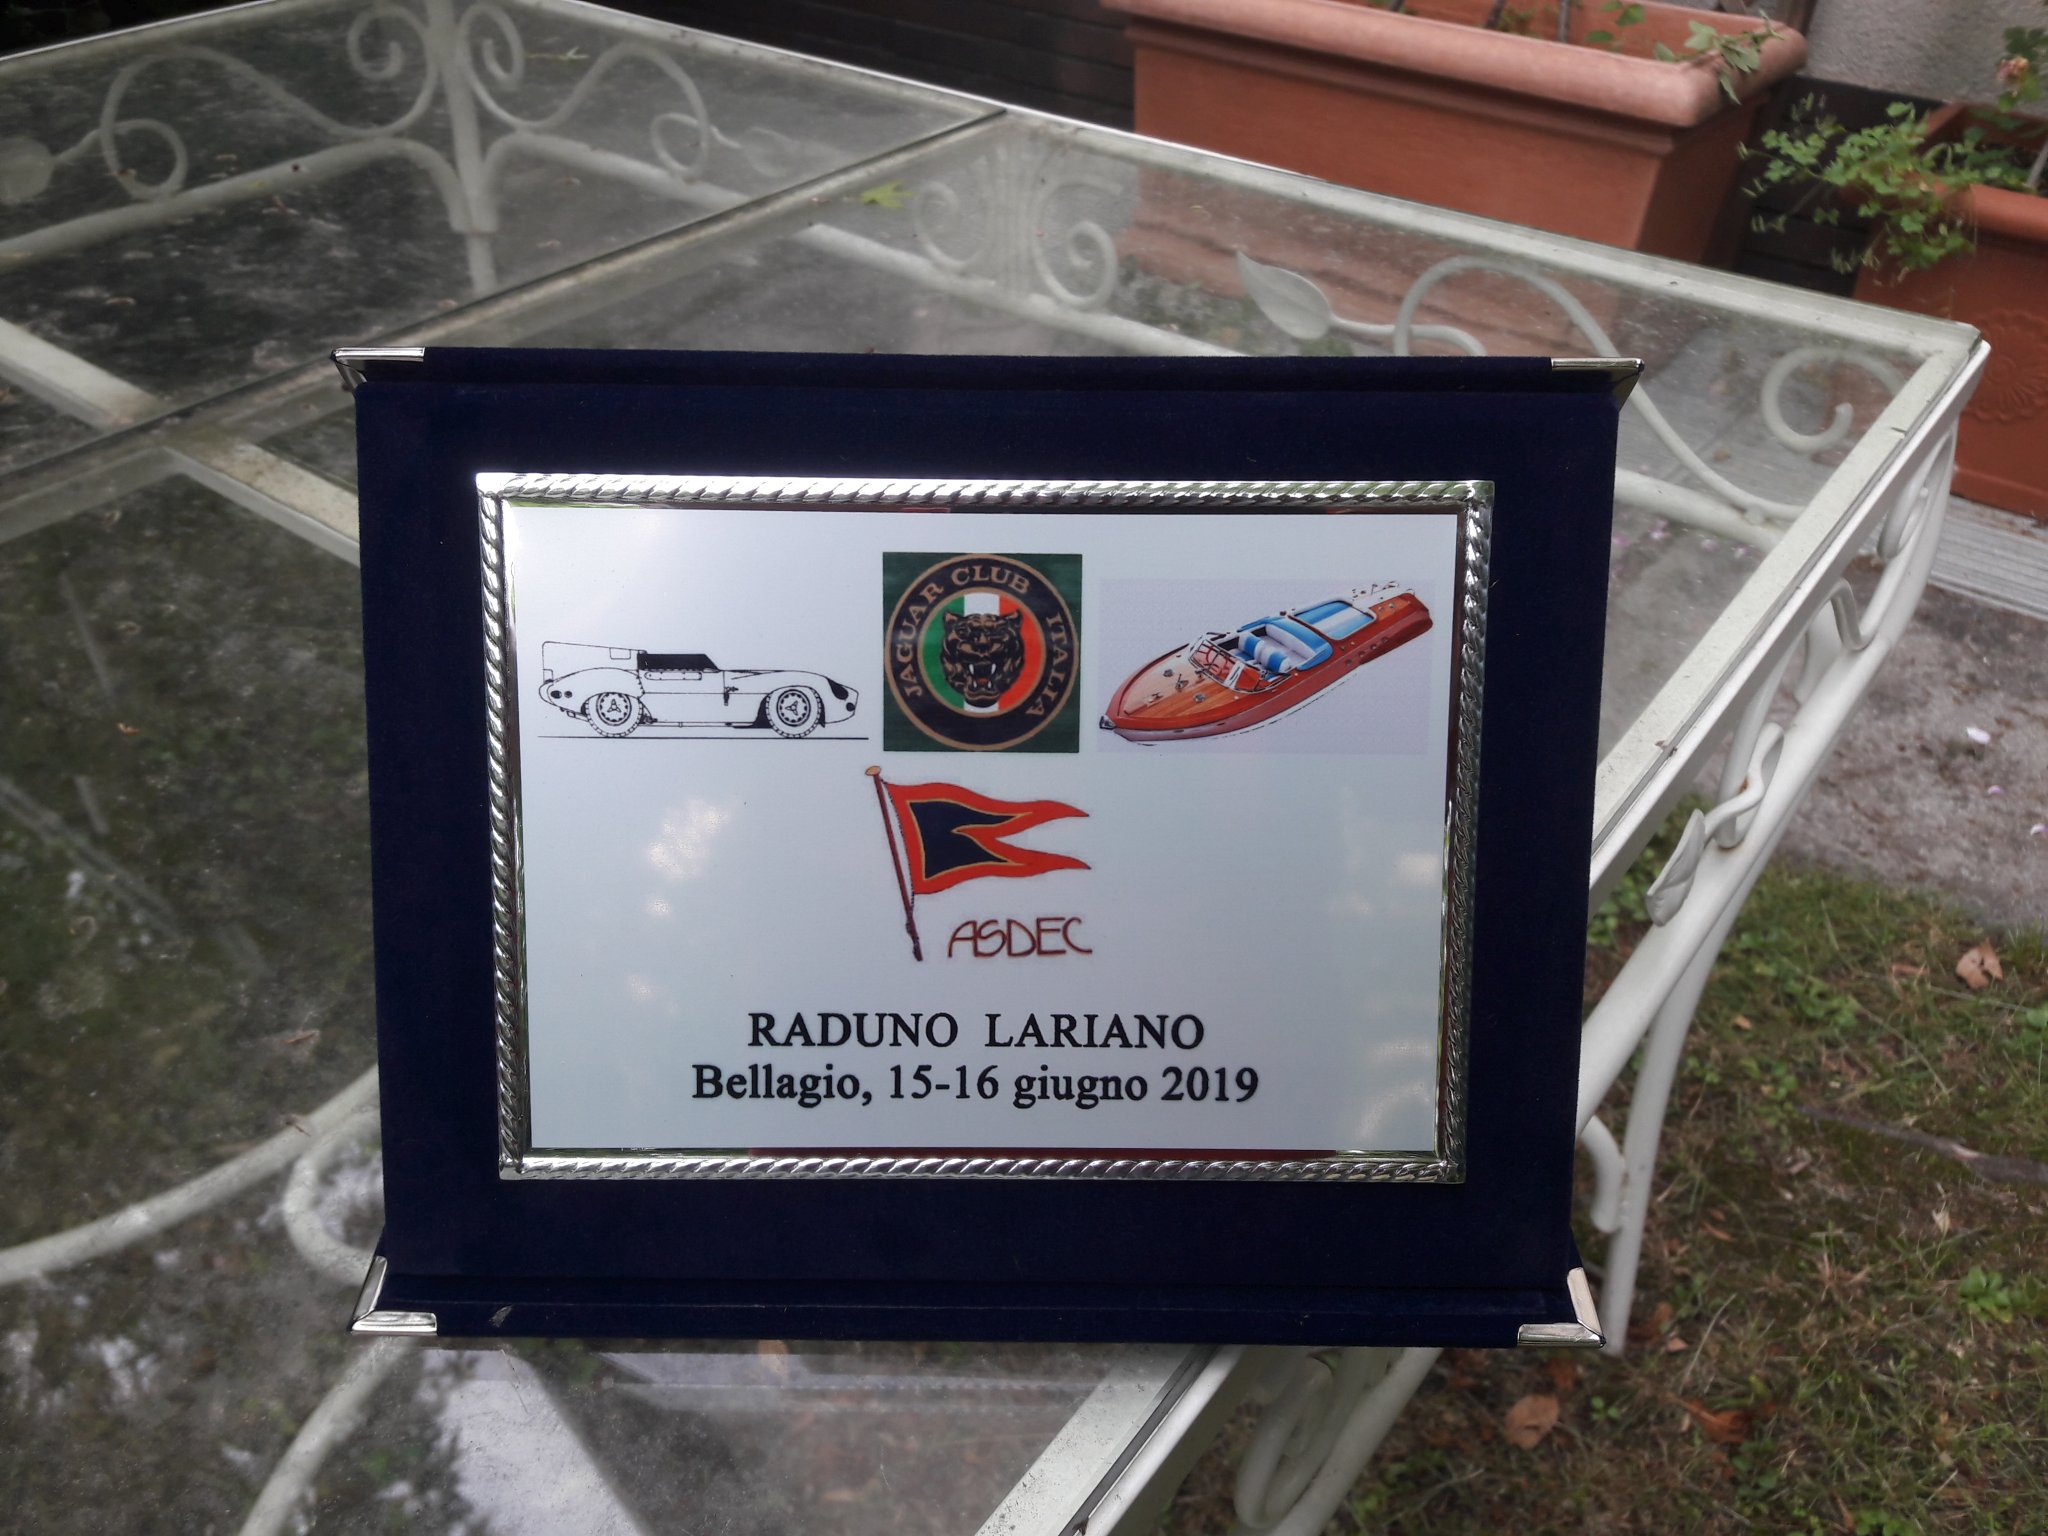 JAGUAR CLUB ITALIA
ASDEC
RADUNO LARIANO
Bellagio, 15-16 giugno 2019